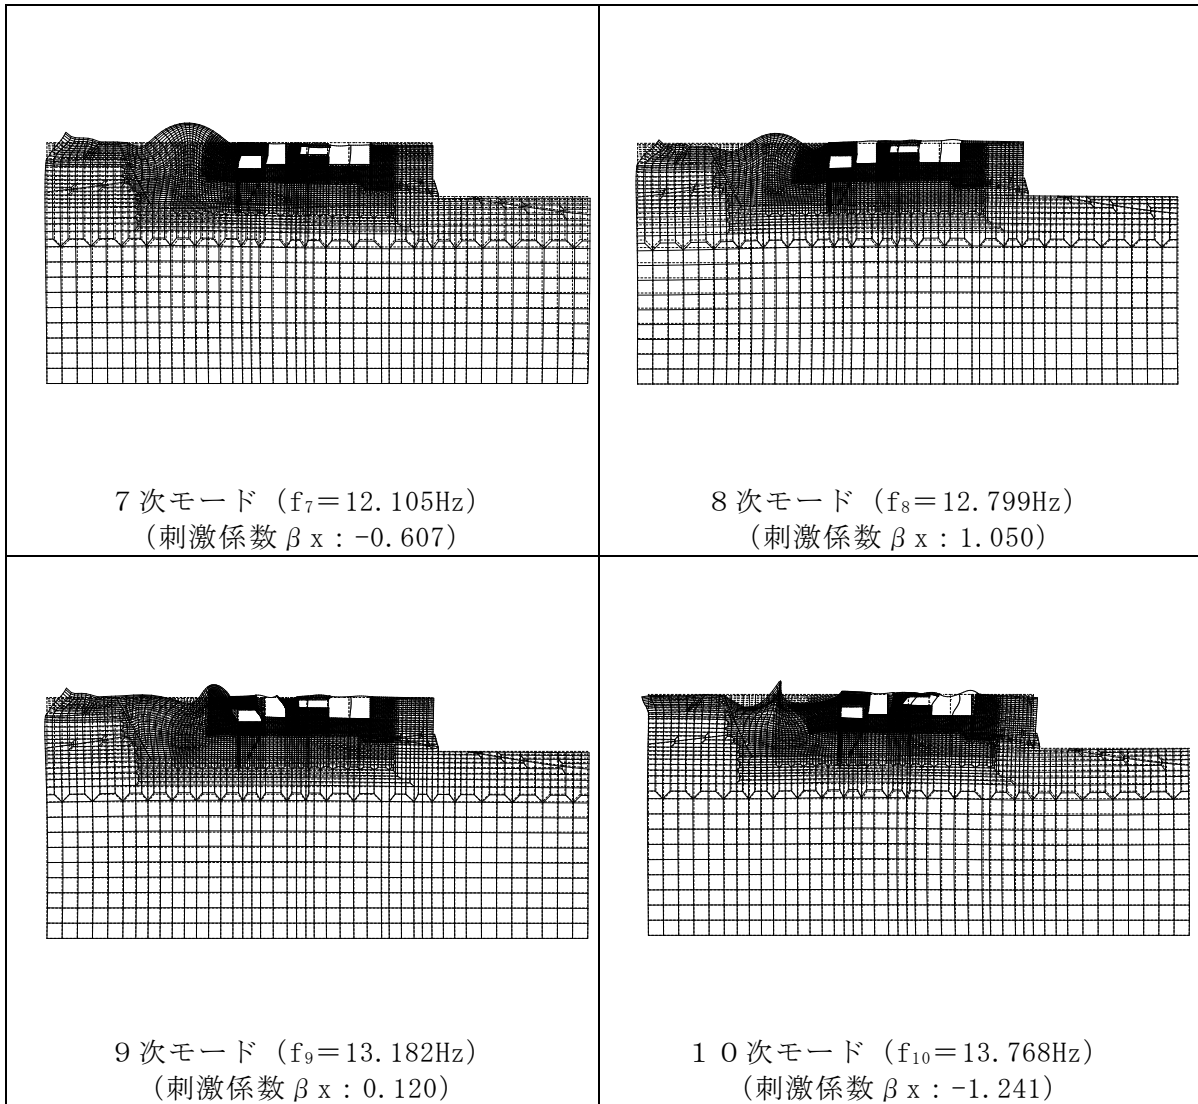 7次モード (f₇=12.105Hz)
(刺激係数βx:-0.607)
8次モード (f₈=12.799Hz)
(刺激係数βx:1.050)
9次モード (f₉=13.182Hz)
(刺激係数βx:0.120)
10次モード (f₁₀=13.768Hz)
(刺激係数βx:-1.241)